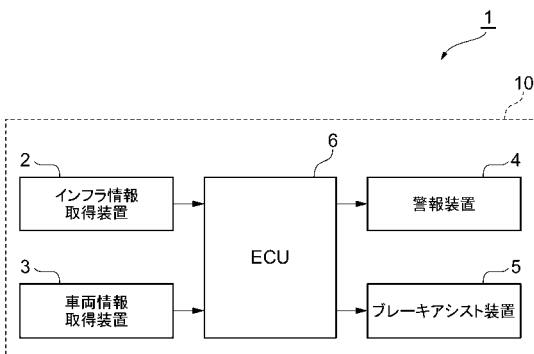 1
10
2
インフラ情報
取得装置
6
ECU
4
警報装置
3
車両情報
取得装置
5
ブレーキアシスト装置